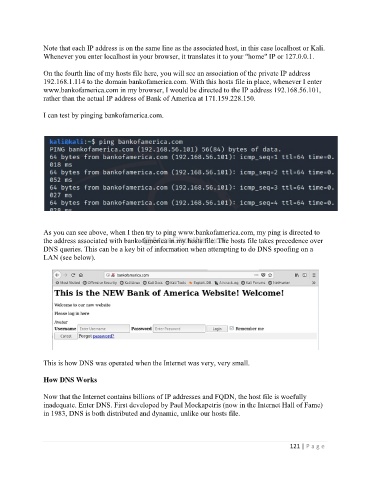 Note that each IP address is on the same line as the associated host, in this case localhost or Kali.
Whenever you enter localhost in your browser, it translates it to your "home" IP or 127.0.0.1.
On the fourth line of my hosts file here, you will see an association of the private IP address
192.168.1.114 to the domain bankofamerica.com. With this hosts file in place, whenever I enter
www.bankofamerica.com in my browser, I would be directed to the IP address 192.168.56.101,
rather than the actual IP address of Bank of America at 171.159.228.150.
I can test by pinging bankofamerica.com.
kali@kali:~$ ping bankofamerica.com
PING bankofamerica.com (192.168.56.101) 56(84) bytes of data.
64 bytes from bankofamerica.com (192.168.56.101): icmp_seq=1 ttl=64 time=0.
018 ms
64 bytes from bankofamerica.com (192.168.56.101): icmp_seq=2 ttl=64 time=0.
052 ms
64 bytes from bankofamerica.com (192.168.56.101): icmp_seq=3 ttl=64 time=0.
027 ms
64 bytes from bankofamerica.com (192.168.56.101): icmp_seq=4 ttl=64 time=0.
028 ms
As you can see above, when I then try to ping www.bankofamerica.com, my ping is directed to
the address associated with bankofamerica in my hosts file. The hosts file takes precedence over
DNS queries. This can be a key bit of information when attempting to do DNS spoofing on a
LAN (see below).
bankofamerica.com
Most Visited Offensive Security Kali Linux Kali Docs Kali Tools Exploit-DB Aircrack-ng Kali Forums NetHunter
This is the NEW Bank of America Website! Welcome!
Welcome to our new website
Please log in here
Avatar
Username Enter Username Password Enter Password Login Remember me
Cancel Forgot password?
This is how DNS was operated when the Internet was very, very small.
How DNS Works
Now that the Internet contains billions of IP addresses and FQDN, the host file is woefully
inadequate. Enter DNS. First developed by Paul Mockapetris (now in the Internet Hall of Fame)
in 1983, DNS is both distributed and dynamic, unlike our hosts file.
121 | Page